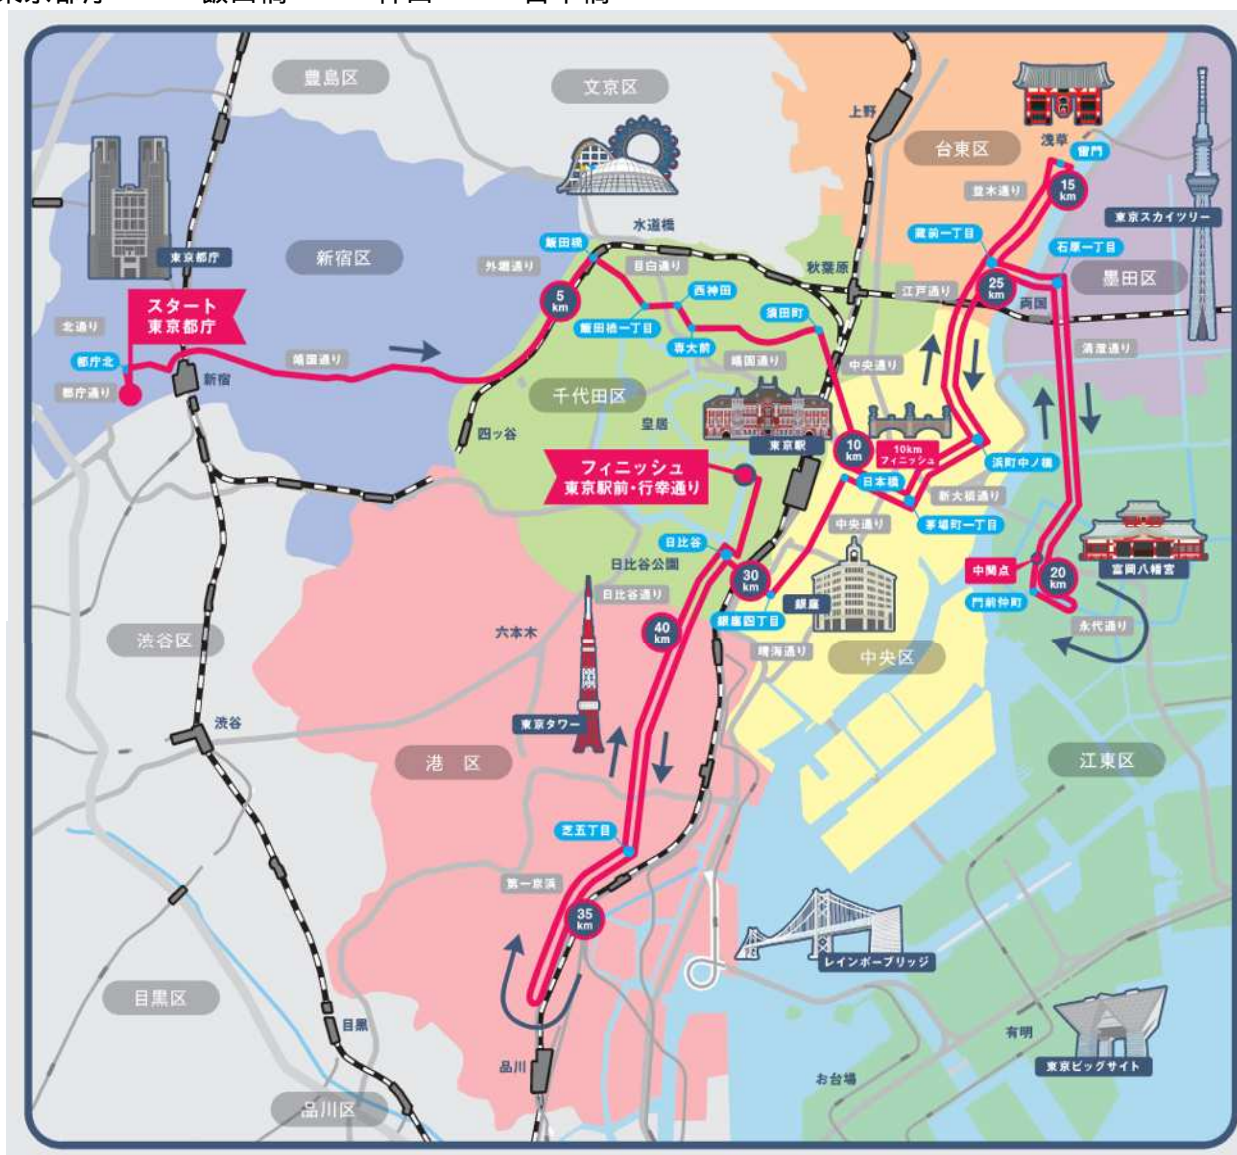 豊島区
文京区
上野
台東区
浅草
雷門
並木通り
15
km
東京スカイツリー
水道橋
飯田橋
外堀通り
目白通り
秋葉原
蔵前一丁目
石原一丁目
新宿区
東京都庁
江戸通り
25
km
両国
墨田区
スタート
東京都庁
5
km
西神田
飯田橋一丁目
須田町
専大前
北通り
靖国通り
靖国通り
清澄通り
都庁北
都庁通り
新宿
中央通り
千代田区
皇居
四ッ谷
東京駅
10
km
10km
フィニッシュ
浜町中ノ橋
フィニッシュ
東京駅前・行幸通り
日本橋
新大橋通り
茅場町一丁目
中央通り
日比谷
日比谷公園
30
km
中間点
20
km
富岡八幡宮
日比谷通り
銀座
門前仲町
銀座四丁目
永代通り
渋谷区
六本木
40
km
晴海通り
中央区
渋谷
東京タワー
港 区
江東区
芝五丁目
第一京浜
35
km
レインボーブリッジ
目黒区
目黒
有明
東京ビッグサイト
品川
お台場
品川区